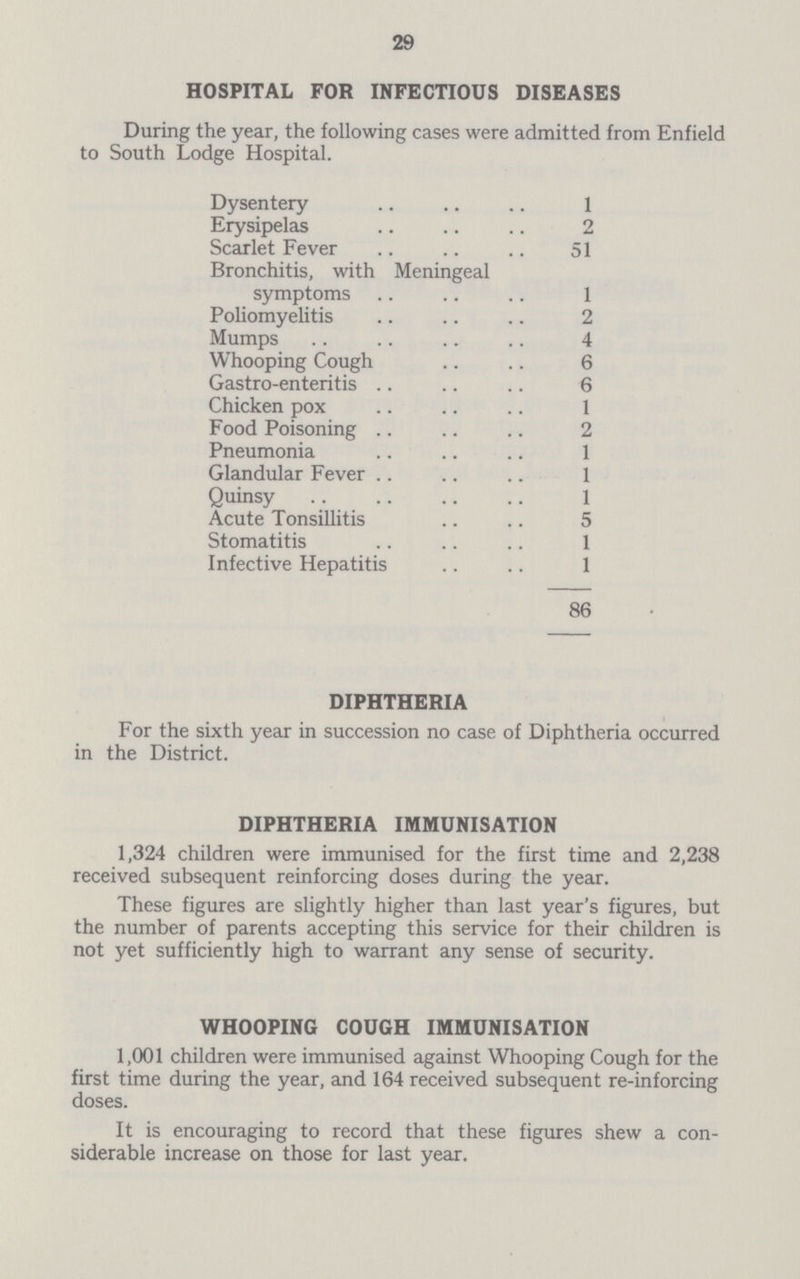 29
HOSPITAL FOR INFECTIOUS DISEASES
During the year, the following cases were admitted from Enfield
to South Lodge Hospital.
Dysentery .. .. .. 1
Erysipelas .. .. .. 2
Scarlet Fever .. .. .. 51
Bronchitis, with Meningeal
symptoms .. .. .. 1
Poliomyelitis .. .. .. 2
Mumps .. .. .. .. 4
Whooping Cough .. .. 6
Gastro-enteritis .. .. .. 6
Chicken pox .. .. .. 1
Food Poisoning .. .. .. 2
Pneumonia .. .. .. 1
Glandular Fever .. .. .. 1
Quinsy .. .. .. .. 1
Acute Tonsillitis .. .. 5
Stomatitis .. .. .. 1
Infective Hepatitis .. .. 1
86
DIPHTHERIA
For the sixth year in succession no case of Diphtheria occurred
in the District.
DIPHTHERIA IMMUNISATION
1,324 children were immunised for the first time and 2,238
received subsequent reinforcing doses during the year.
These figures are slightly higher than last year's figures, but
the number of parents accepting this service for their children is
not yet sufficiently high to warrant any sense of security.
WHOOPING COUGH IMMUNISATION
1,001 children were immunised against Whooping Cough for the
first time during the year, and 164 received subsequent re-inforcing
doses.
It is encouraging to record that these figures shew a con-
siderable increase on those for last year.